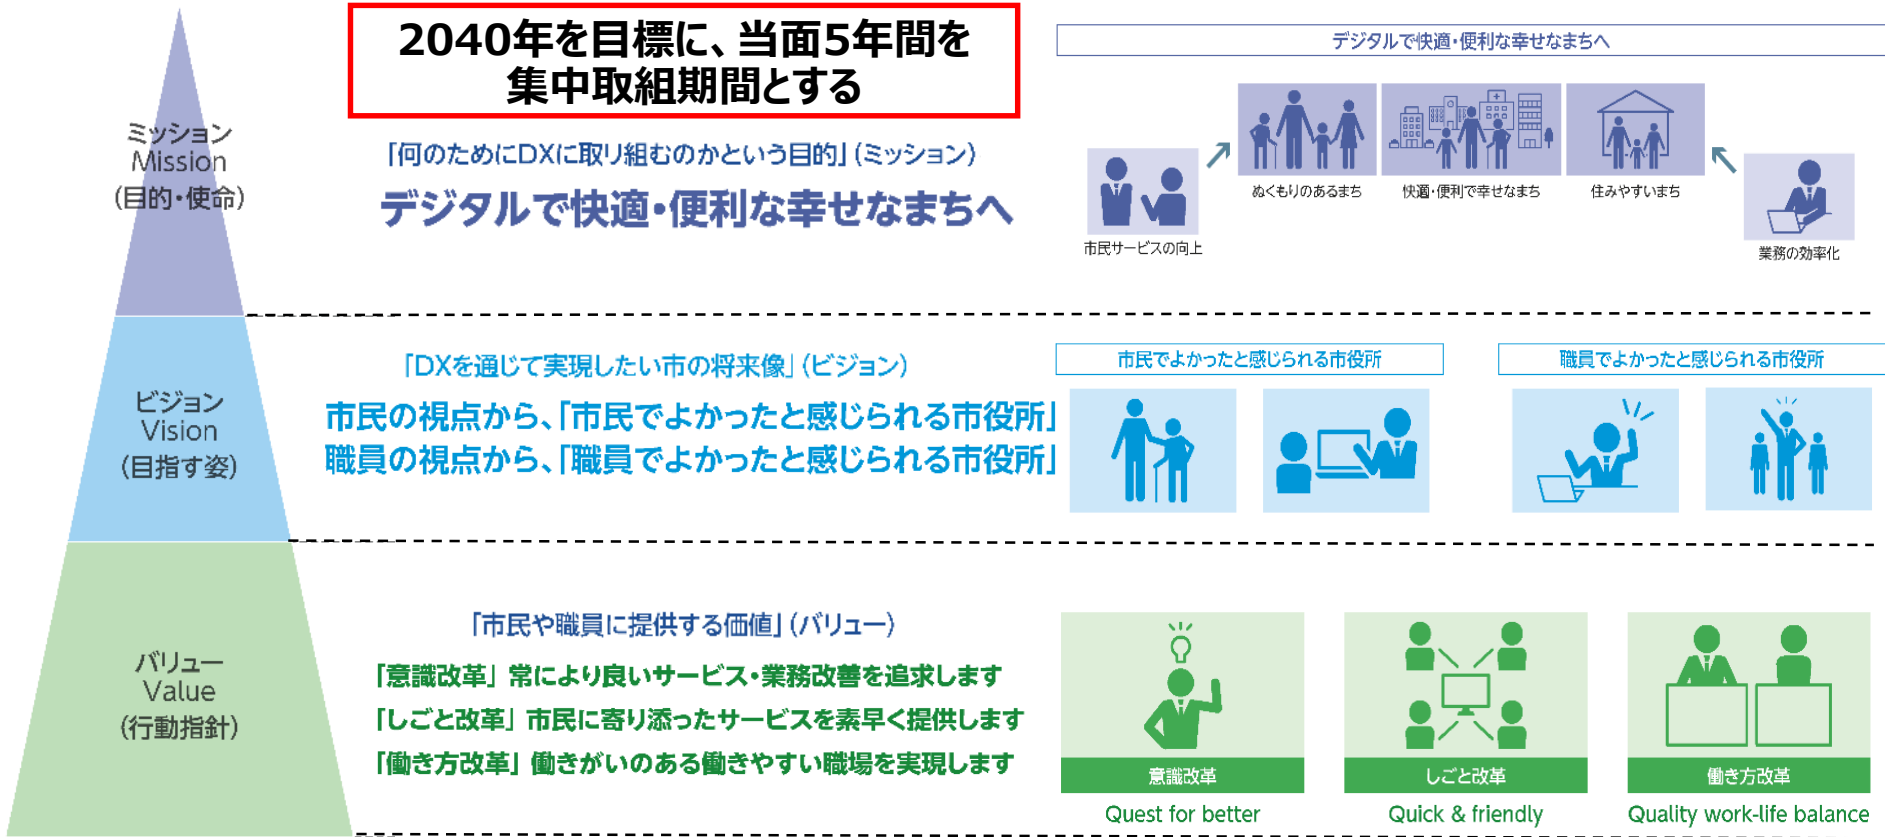 2040年を目標に、当面5年間を
集中取組期間とする
ミッション
Mission
(目的・使命)
「何のためにDXに取り組むのかという目的」(ミッション)
デジタルで快適・便利な幸せなまちへ
デジタルで快適・便利な幸せなまちへ
市民サービスの向上
ぬくもりのあるまち
快適・便利で幸せなまち
住みやすいまち
業務の効率化
ビジョン
Vision
(目指す姿)
「DXを通じて実現したい市の将来像」(ビジョン)
市民の視点から、「市民でよかったと感じられる市役所」
職員の視点から、「職員でよかったと感じられる市役所」
市民でよかったと感じられる市役所
職員でよかったと感じられる市役所
バリュー
Value
(行動指針)
「市民や職員に提供する価値」(バリュー)
「意識改革」常により良いサービス・業務改善を追求します
「しごと改革」市民に寄り添ったサービスを素早く提供します
「働き方改革」働きがいのある働きやすい職場を実現します
意識改革
Quest for better
しごと改革
Quick & friendly
働き方改革
Quality work-life balance